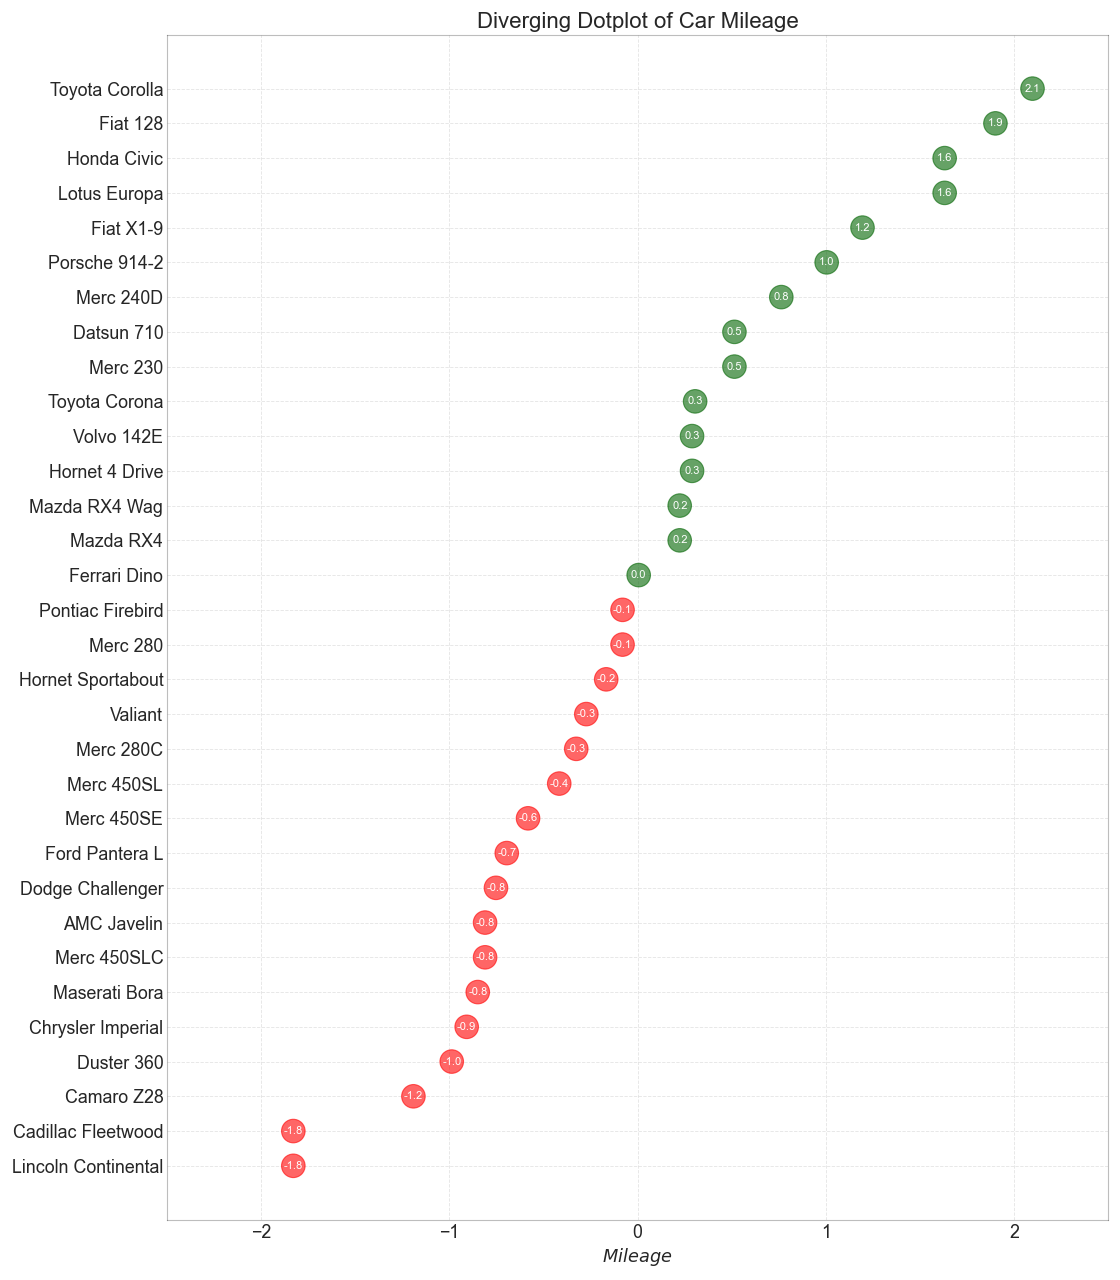 Diverging Dotplot of Car Mileage
Toyota Corolla 2.1
Fiat 128 1.9
Honda Civic 1.6
Lotus Europa 1.6
Fiat X1-9 1.2
Porsche 914-2 1.0
Merc 240D 0.8
Datsun 710 0.5
Merc 230 0.5
Toyota Corona 0.3
Volvo 142E 0.3
Hornet 4 Drive 0.3
Mazda RX4 Wag 0.2
Mazda RX4 0.2
Ferrari Dino 0.0
Pontiac Firebird -0.1
Merc 280 -0.1
Hornet Sportabout -0.2
Valiant -0.3
Merc 280C -0.3
Merc 450SL -0.4
Merc 450SE -0.6
Ford Pantera L -0.7
Dodge Challenger -0.8
AMC Javelin -0.8
Merc 450SLC -0.8
Maserati Bora -0.8
Chrysler Imperial -0.9
Duster 360 -1.0
Camaro Z28 -1.2
Cadillac Fleetwood -1.8
Lincoln Continental -1.8
−2 −1 0 1 2
Mileage